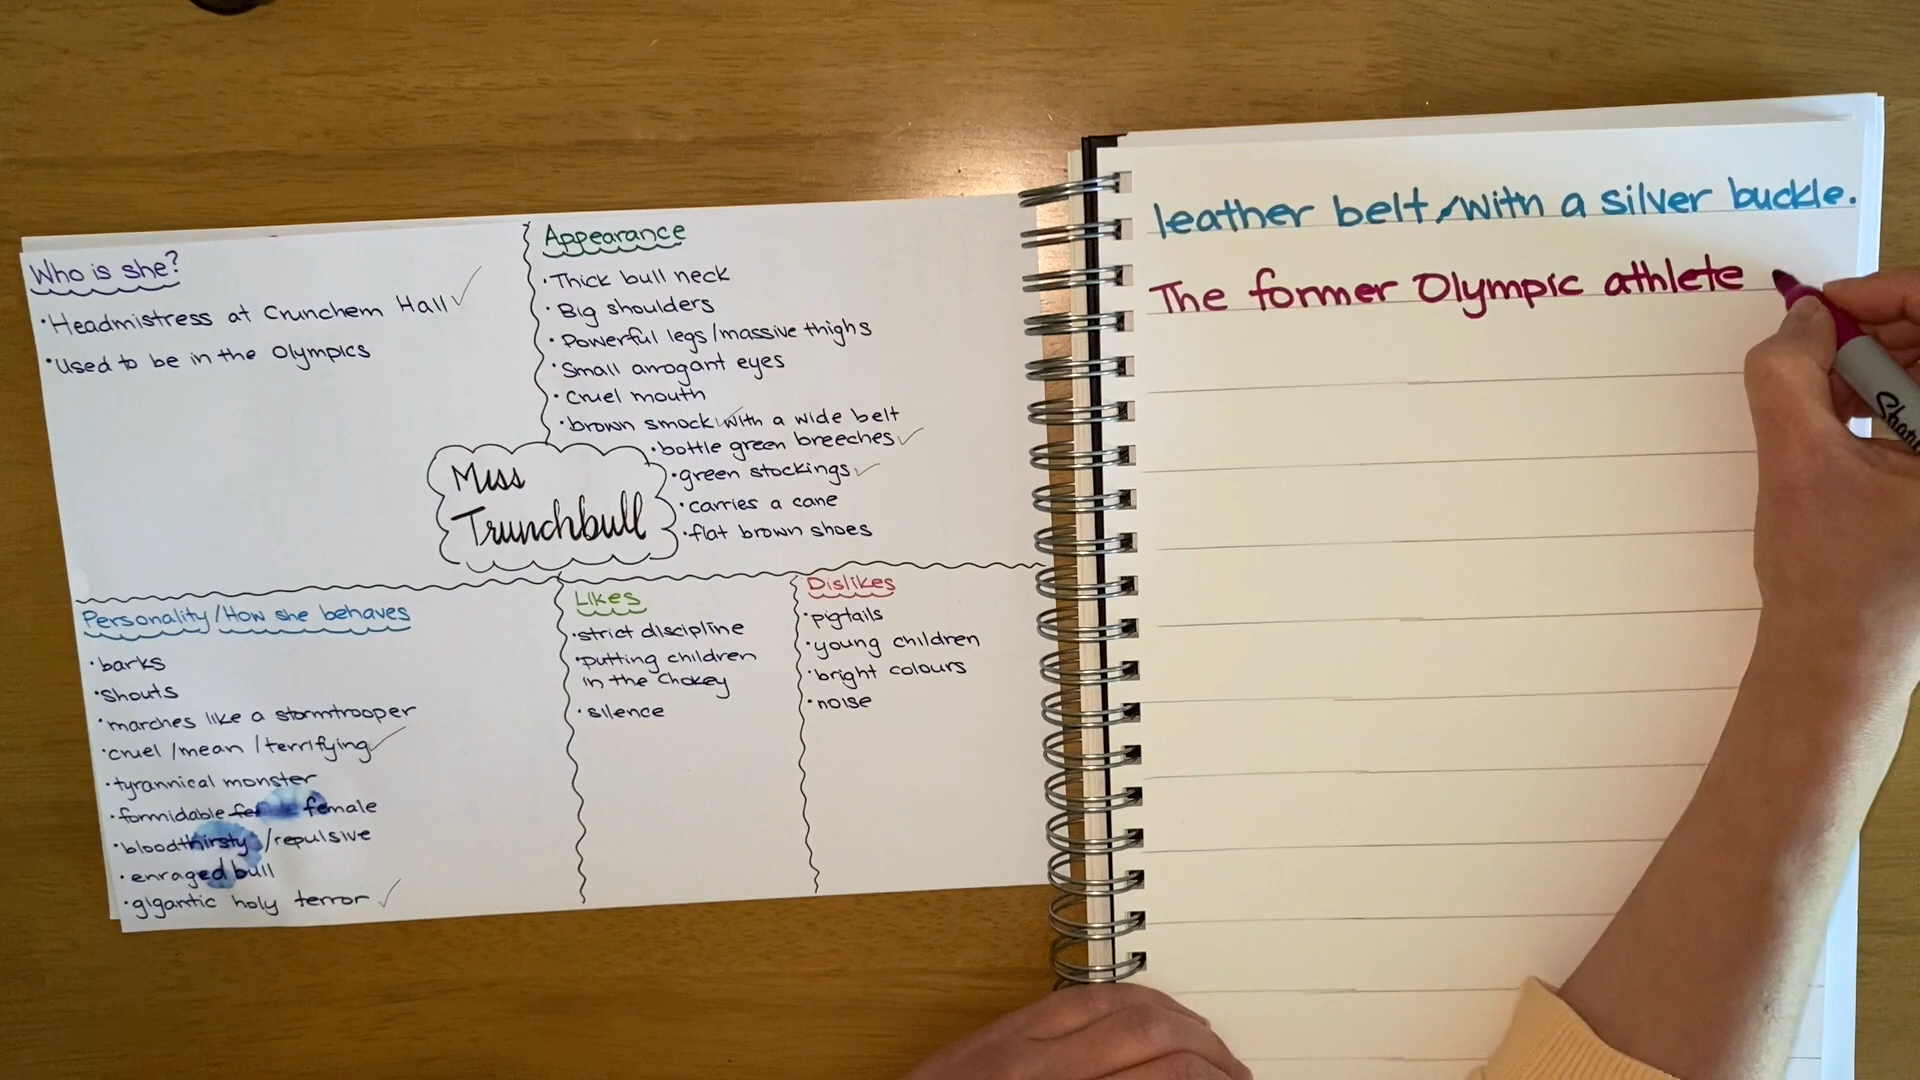 Who is she?
•Headmistress at Crunchem Hall
•Used to be in the Olympics
Appearance
•Thick bull neck
•Big shoulders
•Powerful legs/massive thighs
•Small arrogant eyes
•Cruel mouth
•brown smock with a wide belt
•bottle green breeches
•green stockings
•carries a cane
•flat brown shoes
Miss
Trunchbull
Personality/How she behaves
•barks
•shouts
•marches like a stormtrooper
•cruel/mean/terrifying
•tyrannical monster
•formidable female
•bloodthirsty/repulsive
•enraged bull
•gigantic holy terror
Likes
•strict discipline
•putting children
in the Chokey
•silence
Dislikes
•pigtails
•young children
•bright colours
•noise
leather belt with a silver buckle.
The former Olympic athlete